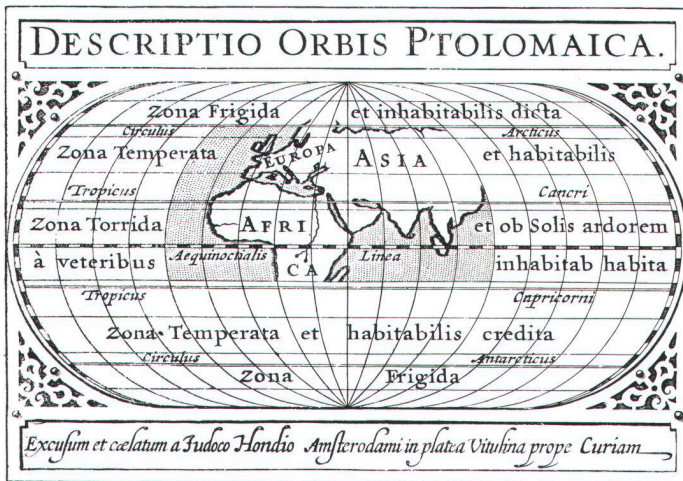 DESCRIPTIO ORBIS PTOLOMAICA.
Zona Frigida et inhabitabilis dicta
Circulus Arcticus
Zona Temperata EUROPA ASIA et habitabilis
Tropicus Cancri
Zona Torrida AFRI et ob Solis ardorem
à veteribus Aequinoctialis CA Linea inhabitab habita
Tropicus Capricorni
Zona Temperata et habitabilis credita
Circulus Antarcticus
Zona Frigida
Excusum et cælatum a Iudoco Hondio Amsterodami in platea Vitulina prope Curiam